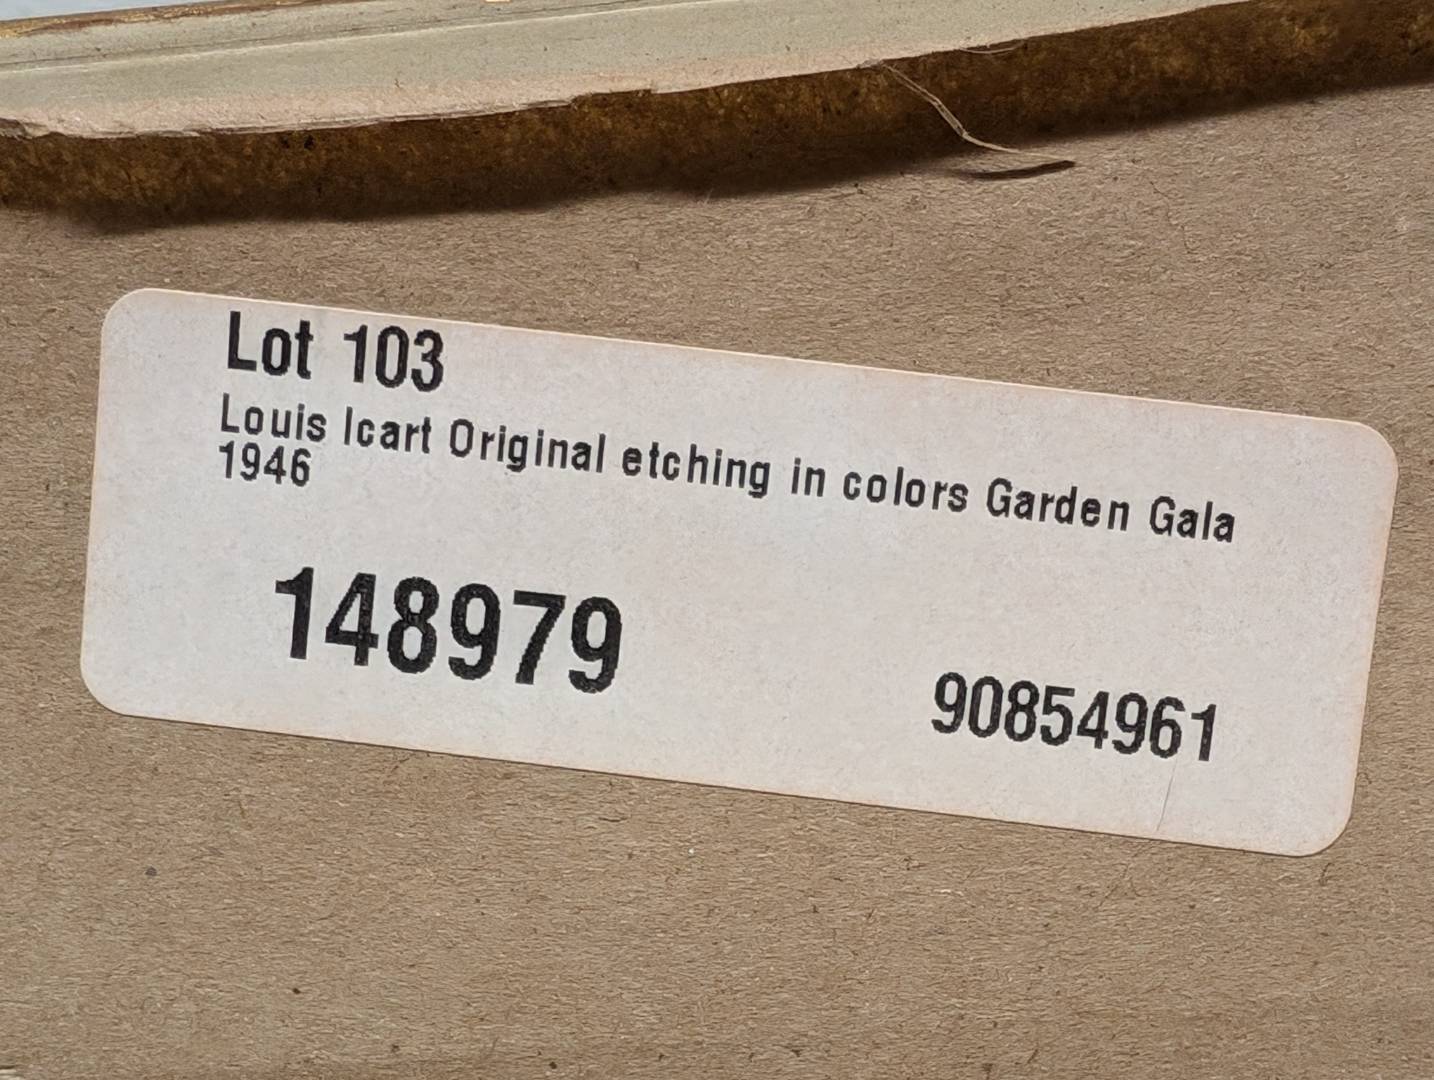 Lot 103
Louis Icart Original etching in colors Garden Gala
1946
148979
90854961